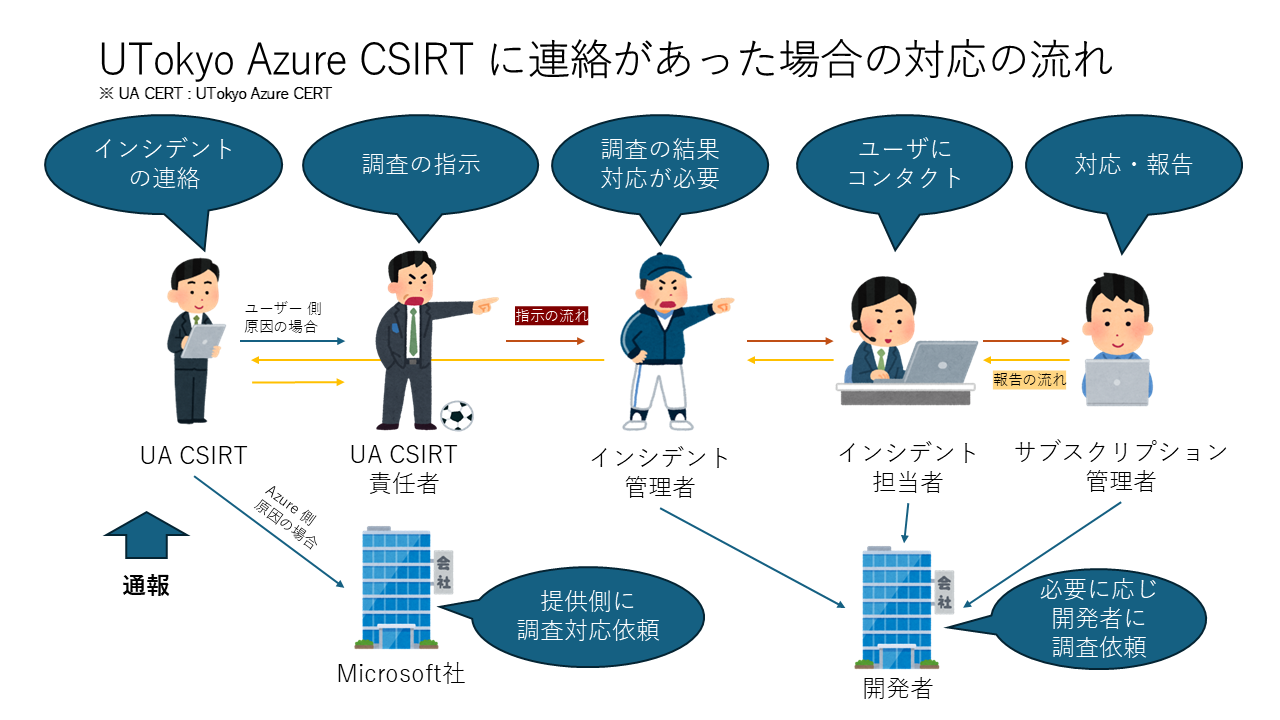 UTokyo Azure CSIRT に連絡があった場合の対応の流れ
※ UA CERT : UTokyo Azure CERT
インシデント
の連絡
調査の指示
調査の結果
対応が必要
ユーザに
コンタクト
対応・報告
ユーザー 側
原因の場合
指示の流れ
報告の流れ
UA CSIRT
UA CSIRT
責任者
インシデント
管理者
インシデント
担当者
サブスクリプション
管理者
Azure 側
原因の場合
通報
会
社
提供側に
調査対応依頼
Microsoft社
会
社
必要に応じ
開発者に
調査依頼
開発者